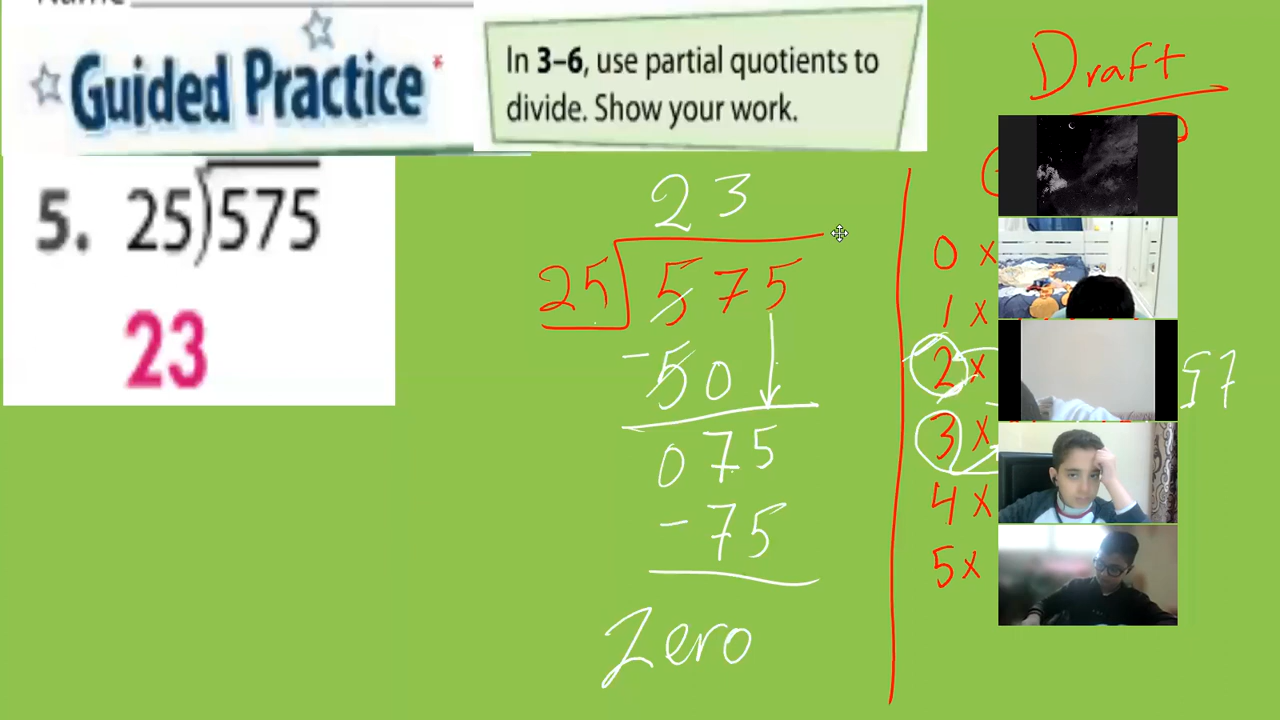 Guided Practice *
In 3–6, use partial quotients to
divide. Show your work.
5. 25)575
23
23
25 575
-50
075
-75
Zero
Draft
0 x
1 x
2 x
57
3 x
4 x
5 x